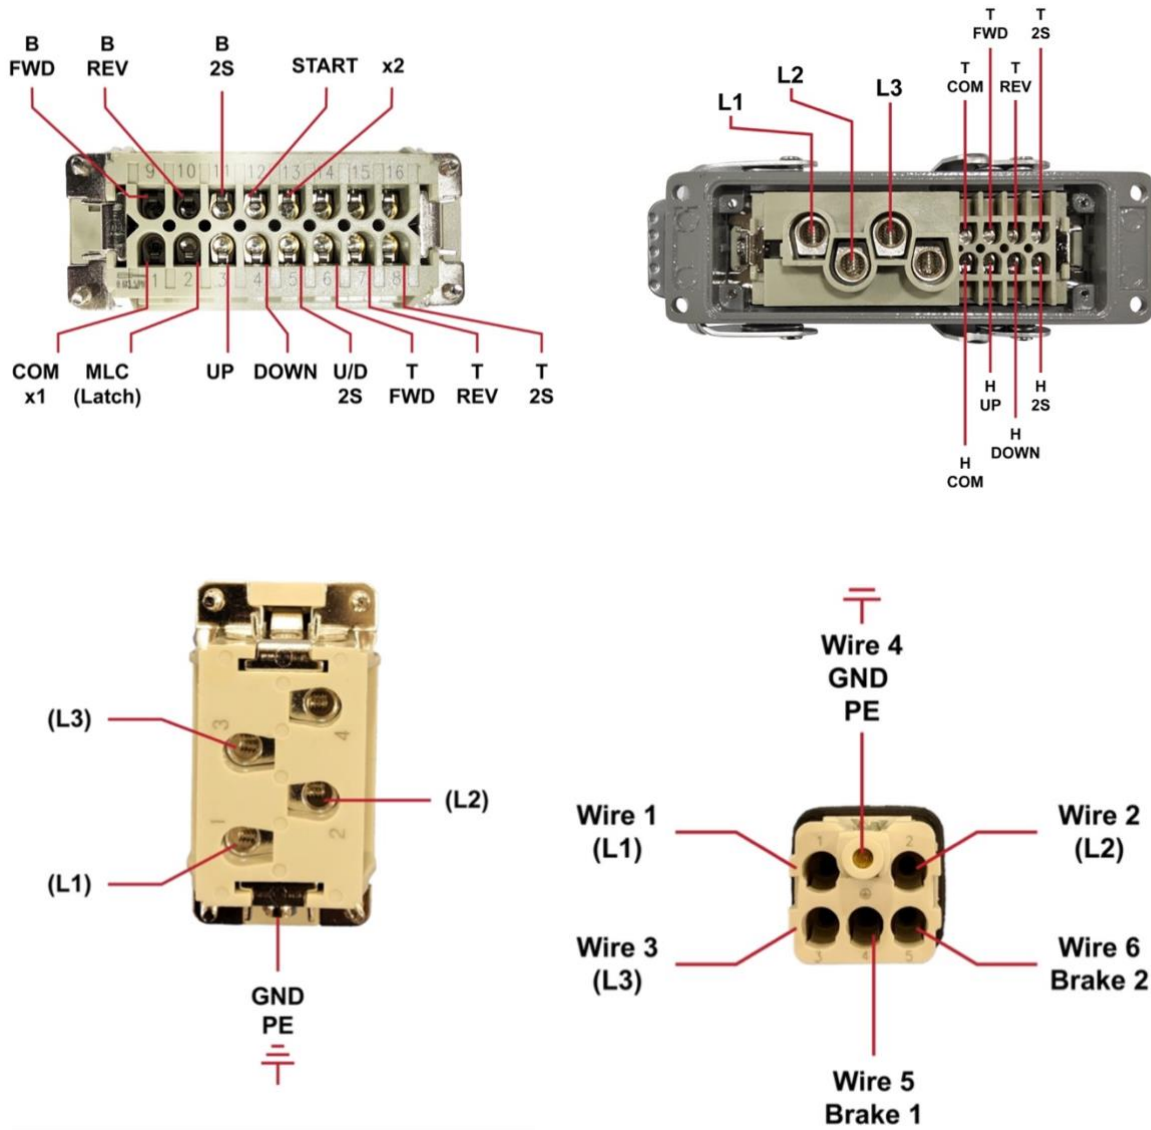 B
FWD
B
REV
B
2S
START
x2
9 10 11 12 13 14 15 16
1 2 3 4 5 6 7 8
COM
x1
MLC
(Latch)
UP
DOWN
U/D
2S
T
FWD
T
REV
T
2S
L1
L2
L3
T
COM
T
FWD
T
REV
T
2S
H
COM
H
UP
H
DOWN
H
2S
(L3)
3
4
(L2)
1
2
(L1)
GND
PE
Wire 4
GND
PE
Wire 1
(L1)
Wire 2
(L2)
1 2
3 4 5
Wire 3
(L3)
Wire 6
Brake 2
Wire 5
Brake 1